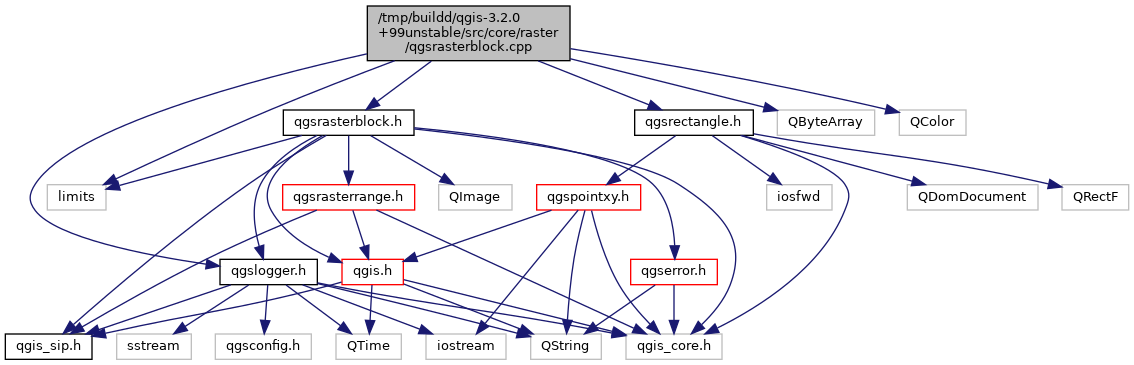 /tmp/buildd/qgis-3.2.0
+99unstable/src/core/raster
/qgsrasterblock.cpp
qgsrasterblock.h
qgsrectangle.h
QByteArray
QColor
limits
qgsrasterrange.h
QImage
qgspointxy.h
iosfwd
QDomDocument
QRectF
qgslogger.h
qgis.h
qgserror.h
qgis_sip.h
sstream
qgsconfig.h
QTime
iostream
QString
qgis_core.h